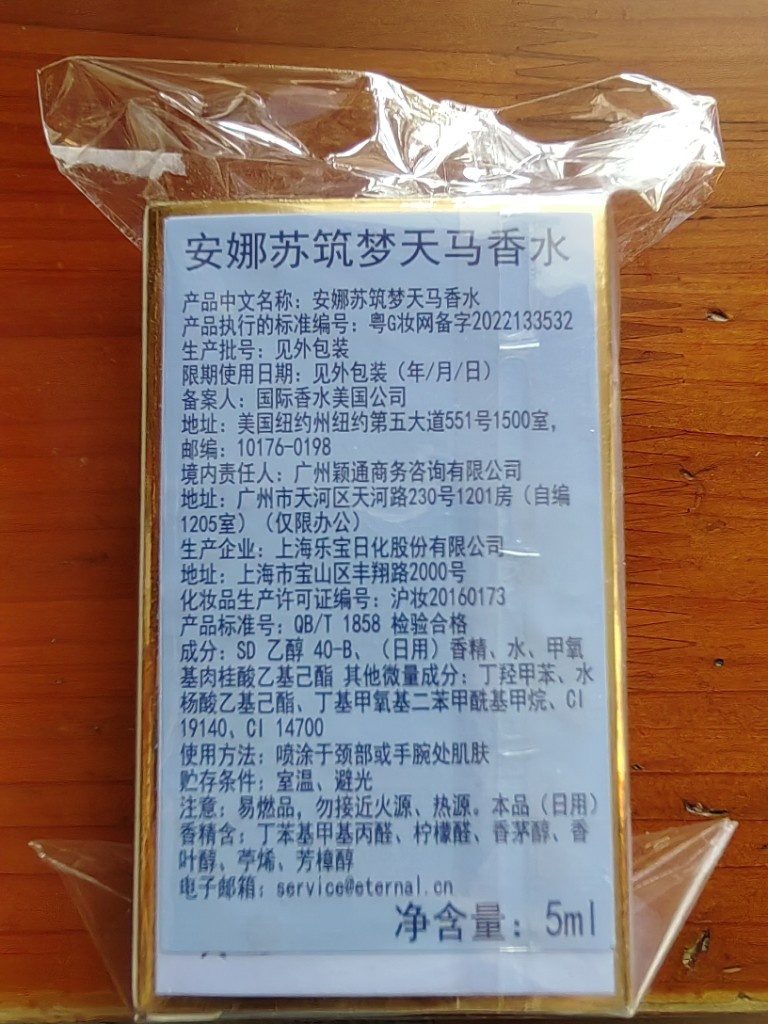 安娜苏筑梦天马香水
产品中文名称：安娜苏筑梦天马香水
产品执行的标准编号：粤G妆网备字2022133532
生产批号：见外包装
限期使用日期：见外包装（年/月/日）
备案人：国际香水美国公司
地址：美国纽约州纽约第五大道551号1500室，
邮编：10176-0198
境内责任人：广州颖通商务咨询有限公司
地址：广州市天河区天河路230号1201房（自编
1205室）（仅限办公）
生产企业：上海乐宝日化股份有限公司
地址：上海市宝山区丰翔路2000号
化妆品生产许可证编号：沪妆20160173
产品标准号：QB/T 1858 检验合格
成分：SD 乙醇 40-B、（日用）香精、水、甲氧
基肉桂酸乙基己酯 其他微量成分：丁羟甲苯、水
杨酸乙基己酯、丁基甲氧基二苯甲酰基甲烷、CI
19140、CI 14700
使用方法：喷涂于颈部或手腕处肌肤
贮存条件：室温、避光
注意：易燃品，勿接近火源、热源。本品（日用）
香精含：丁苯基甲基丙醛、柠檬醛、香茅醇、香
叶醇、苧烯、芳樟醇
电子邮箱：service@eternal.cn
净含量：5ml